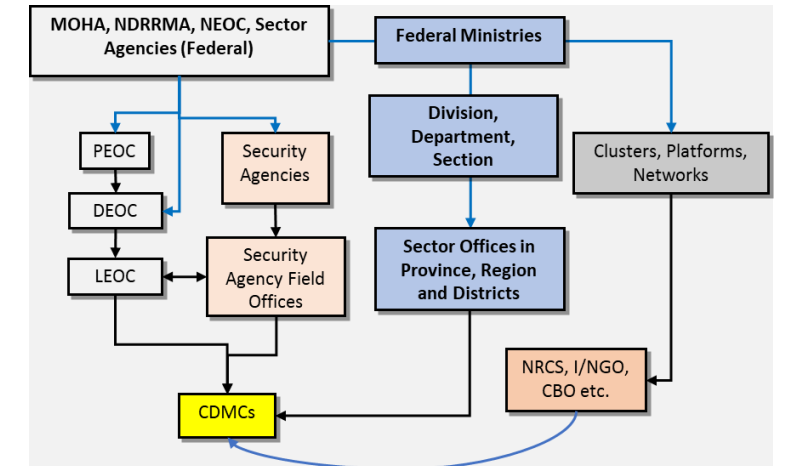 MOHA, NDRRMA, NEOC, Sector
Agencies (Federal)
Federal Ministries
Division,
Department,
Section
PEOC
Security
Agencies
Clusters, Platforms,
Networks
DEOC
Sector Offices in
Province, Region
and Districts
LEOC
Security
Agency Field
Offices
NRCS, I/NGO,
CBO etc.
CDMCs